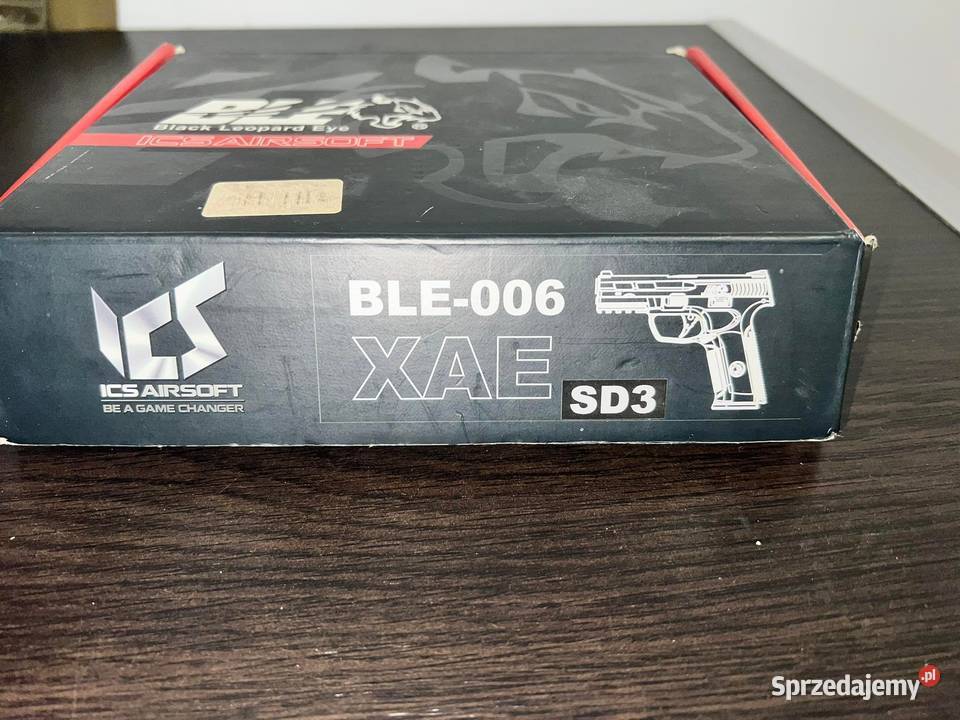 BLE
Black Leopard Eye
®
ICS AIRSOFT
ICS
ICS AIRSOFT
BE A GAME CHANGER
BLE-006
XAE
SD3
Sprzedajemy.pl